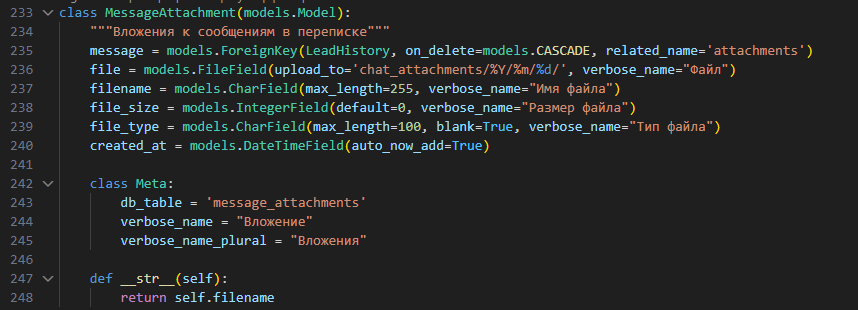 233 class MessageAttachment(models.Model):
234     """Вложения к сообщениям в переписке"""
235     message = models.ForeignKey(LeadHistory, on_delete=models.CASCADE, related_name='attachments')
236     file = models.FileField(upload_to='chat_attachments/%Y/%m/%d/', verbose_name="Файл")
237     filename = models.CharField(max_length=255, verbose_name="Имя файла")
238     file_size = models.IntegerField(default=0, verbose_name="Размер файла")
239     file_type = models.CharField(max_length=100, blank=True, verbose_name="Тип файла")
240     created_at = models.DateTimeField(auto_now_add=True)
241
242     class Meta:
243         db_table = 'message_attachments'
244         verbose_name = "Вложение"
245         verbose_name_plural = "Вложения"
246
247     def __str__(self):
248         return self.filename